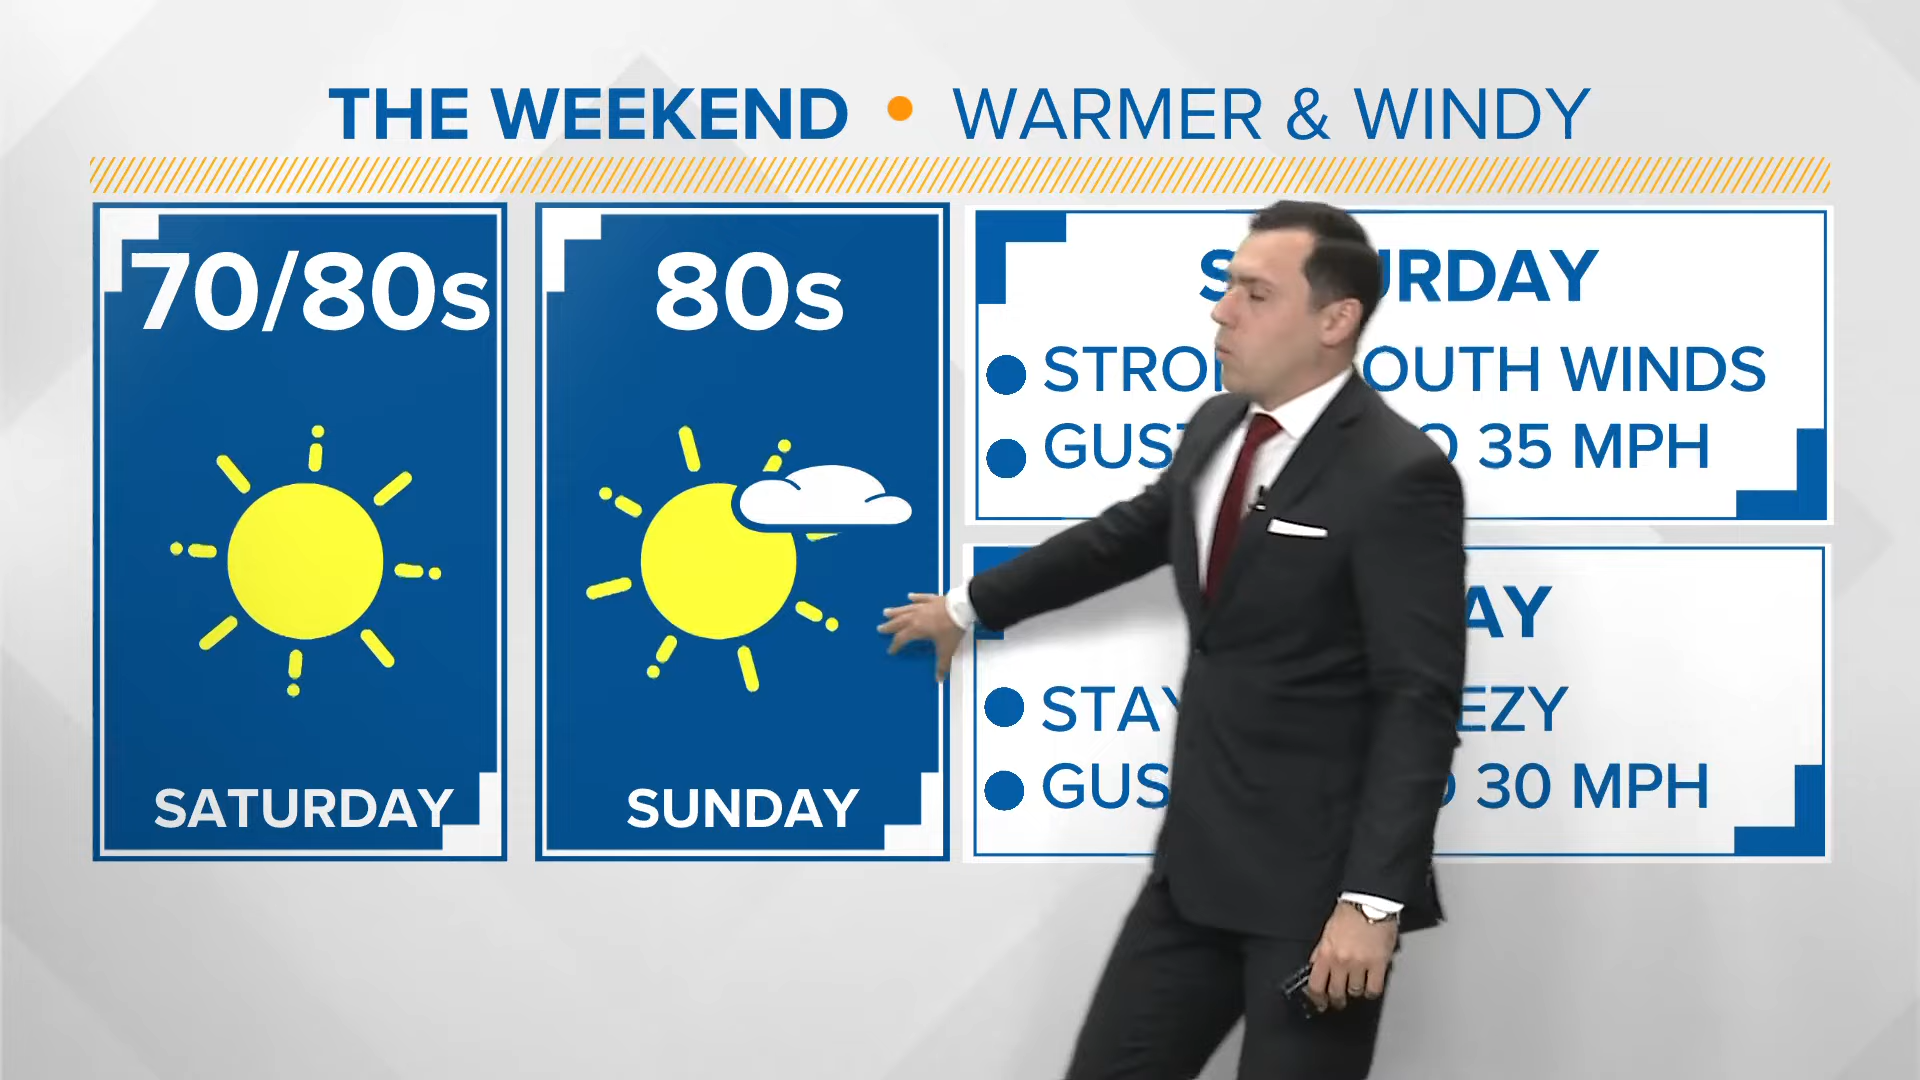 THE WEEKEND • WARMER & WINDY
70/80s
SATURDAY
80s
SUNDAY
S URDAY
• STRO OUTH WINDS
• GUS O 35 MPH
AY
• STAY EZY
• GUS O 30 MPH